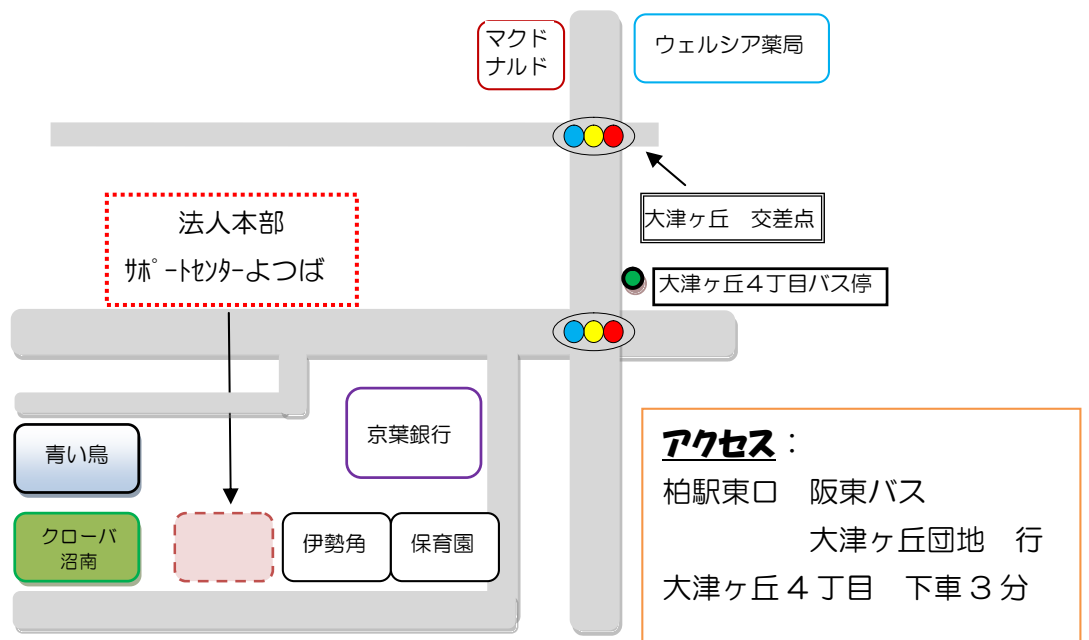 マクド
ナルド
ウェルシア薬局
大津ヶ丘　交差点
法人本部
ｻﾎﾟｰﾄｾﾝﾀｰよつば
大津ヶ丘４丁目バス停
京葉銀行
青い鳥
クローバ
沼南
伊勢角
保育園
アクセス：
柏駅東口　阪東バス
大津ヶ丘団地　行
大津ヶ丘４丁目　下車３分